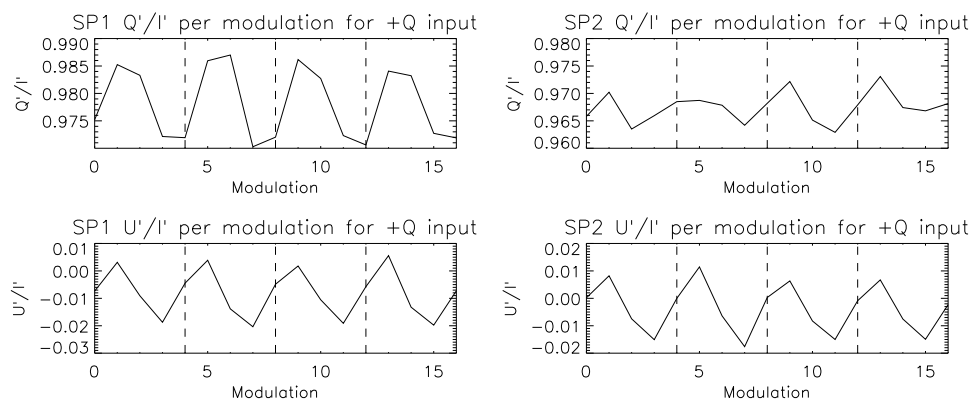 SP1 Q'/I' per modulation for +Q input
0.990
0.985
0.980
0.975
Q'/I'
0 5 10 15
Modulation
SP2 Q'/I' per modulation for +Q input
0.980
0.975
0.970
0.965
0.960
Q'/I'
0 5 10 15
Modulation
SP1 U'/I' per modulation for +Q input
0.01
0.00
−0.01
−0.02
−0.03
U'/I'
0 5 10 15
Modulation
SP2 U'/I' per modulation for +Q input
0.02
0.01
0.00
−0.01
−0.02
U'/I'
0 5 10 15
Modulation